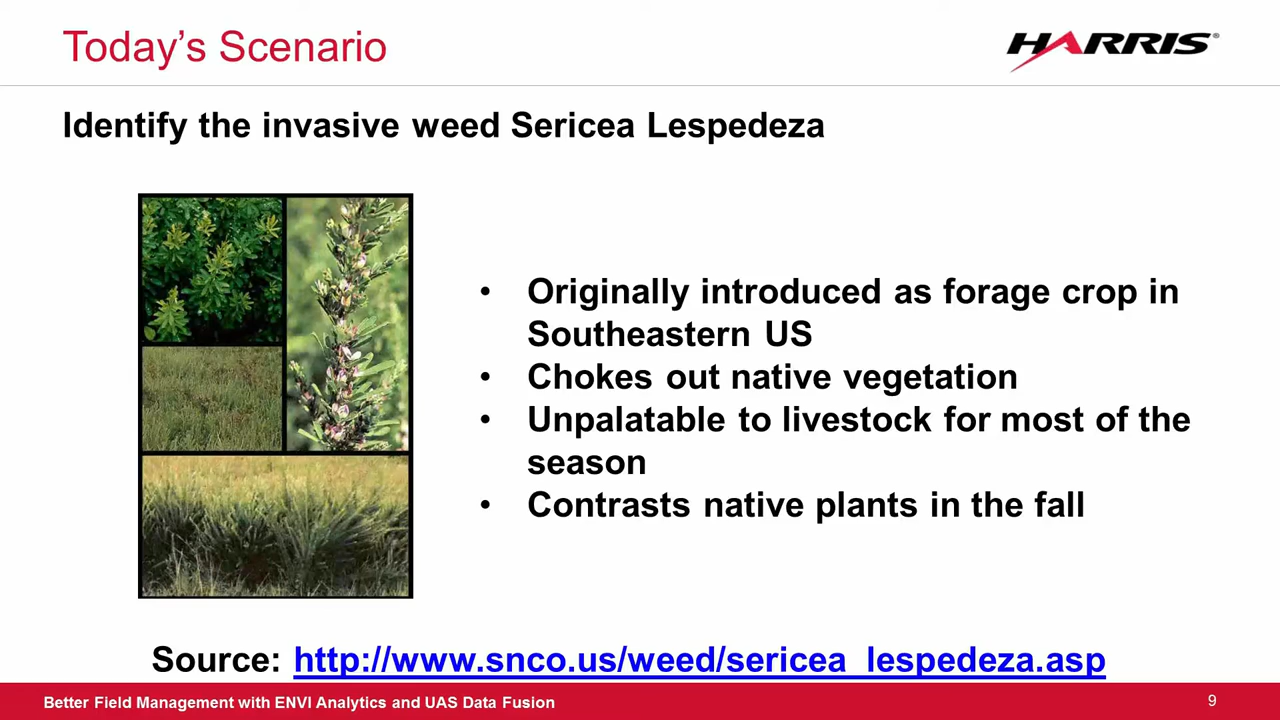 Today's Scenario
HARRIS®
Identify the invasive weed Sericea Lespedeza
• Originally introduced as forage crop in
Southeastern US
• Chokes out native vegetation
• Unpalatable to livestock for most of the
season
• Contrasts native plants in the fall
Source: http://www.snco.us/weed/sericea_lespedeza.asp
Better Field Management with ENVI Analytics and UAS Data Fusion
9